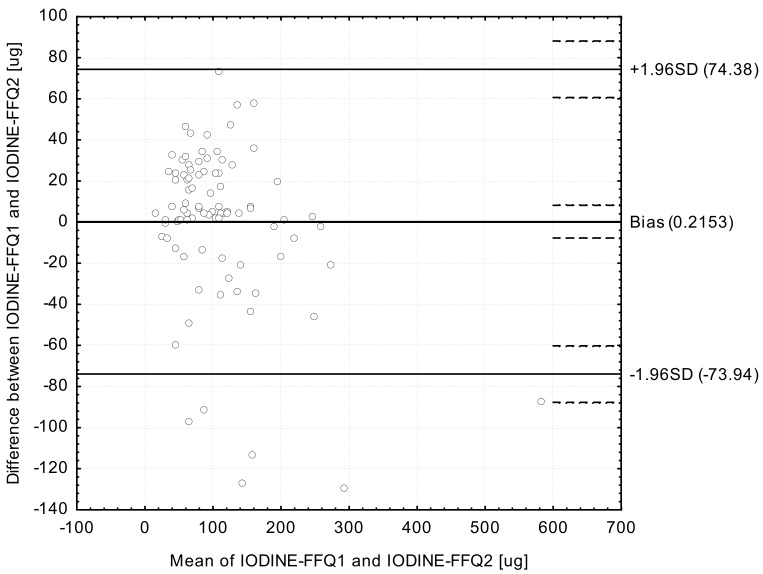 Difference between IODINE-FFQ1 and IODINE-FFQ2 [ug]
100
80
60
40
20
0
-20
-40
-60
-80
-100
-120
-140
+1.96SD (74.38)
Bias (0.2153)
-1.96SD (-73.94)
-100 0 100 200 300 400 500 600 700
Mean of IODINE-FFQ1 and IODINE-FFQ2 [ug]